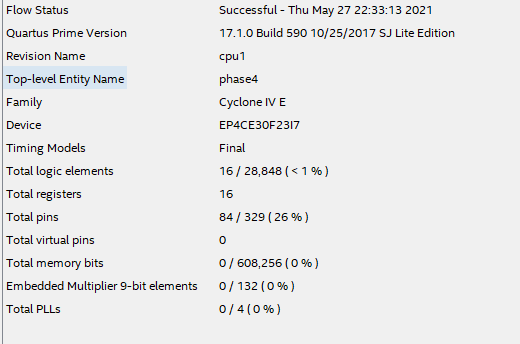 Flow Status Successful - Thu May 27 22:33:13 2021
Quartus Prime Version 17.1.0 Build 590 10/25/2017 SJ Lite Edition
Revision Name cpu1
Top-level Entity Name phase4
Family Cyclone IV E
Device EP4CE30F23I7
Timing Models Final
Total logic elements 16 / 28,848 ( < 1 % )
Total registers 16
Total pins 84 / 329 ( 26 % )
Total virtual pins 0
Total memory bits 0 / 608,256 ( 0 % )
Embedded Multiplier 9-bit elements 0 / 132 ( 0 % )
Total PLLs 0 / 4 ( 0 % )